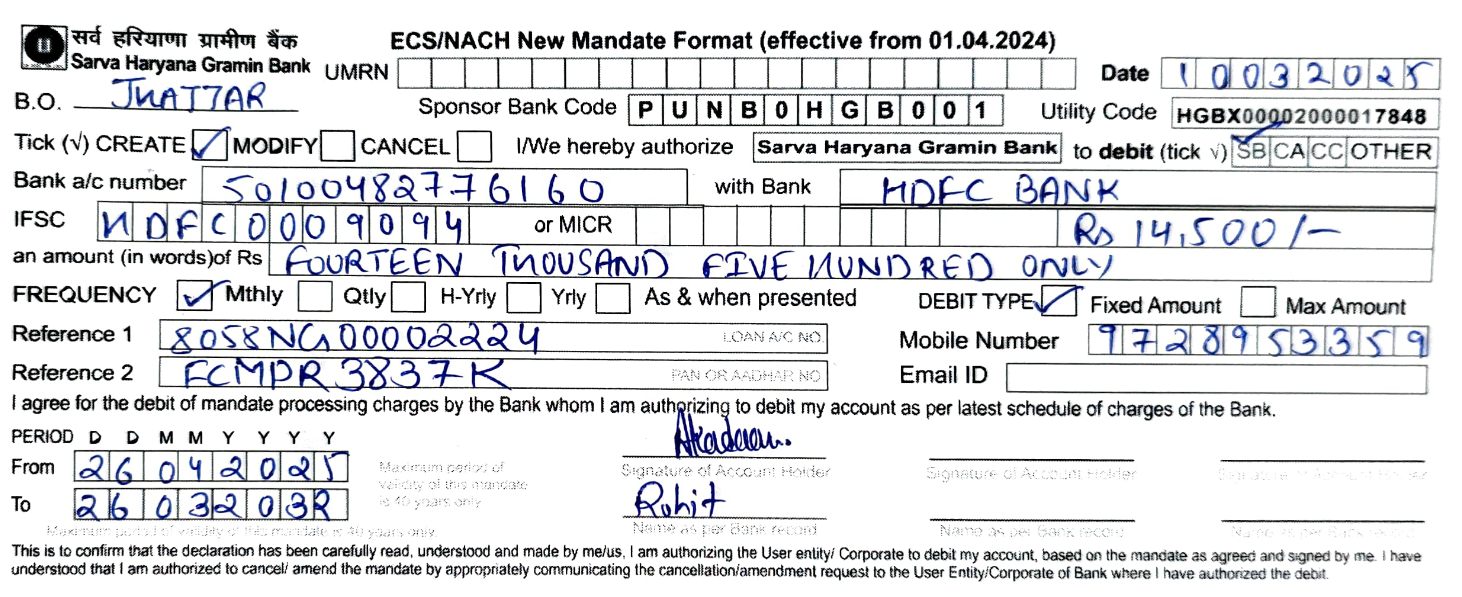 सर्व हरियाणा ग्रामीण बैंक
Sarva Haryana Gramin Bank
ECS/NACH New Mandate Format (effective from 01.04.2024)
UMRN
Date 10032025
B.O. JHAJJAR
Sponsor Bank Code PUNB0HGB001
Utility Code HGBX00002000017848
Tick (√) CREATE ✓ MODIFY CANCEL I/We hereby authorize Sarva Haryana Gramin Bank to debit (tick √) SB CA CC OTHER
Bank a/c number 50100482776160 with Bank HDFC BANK
IFSC HDFC0009094 or MICR Rs 14,500/-
an amount (in words)of Rs FOURTEEN THOUSAND FIVE HUNDRED ONLY
FREQUENCY ✓ Mthly Qtly H-Yrly Yrly As & when presented DEBIT TYPE ✓ Fixed Amount Max Amount
Reference 1 8058NG00002224 LOAN A/C NO. Mobile Number 9728953359
Reference 2 FCMPR3837K PAN OR AADHAR NO Email ID
I agree for the debit of mandate processing charges by the Bank whom I am authorizing to debit my account as per latest schedule of charges of the Bank.
PERIOD D D M M Y Y Y Y
From 26042025
To 26032032
Maximum period of
validity of this mandate
is 40 years only
Signature of Account Holder Signature of Account Holder Signature of Account Holder
Rohit
Name as per Bank record Name as per Bank record Name as per Bank record
Maximum period of validity of this mandate is 40 years only.
This is to confirm that the declaration has been carefully read, understood and made by me/us, I am authorizing the User entity/ Corporate to debit my account, based on the mandate as agreed and signed by me. I have
understood that I am authorized to cancel/ amend the mandate by appropriately communicating the cancellation/amendment request to the User Entity/Corporate of Bank where I have authorized the debit.